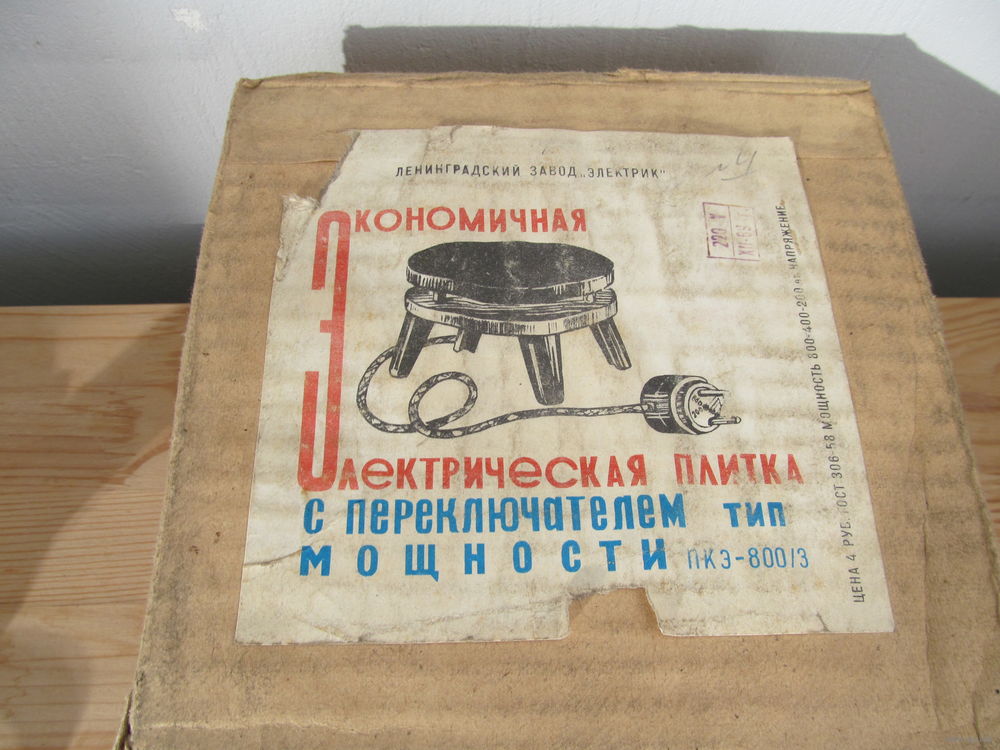 ЛЕНИНГРАДСКИЙ ЗАВОД „ЭЛЕКТРИК"
ЭКОНОМИЧНАЯ
ЭЛЕКТРИЧЕСКАЯ ПЛИТКА
С ПЕРЕКЛЮЧАТЕЛЕМ ТИП
МОЩНОСТИ ПКЭ-800/3
220 V
ЦЕНА 4 РУБ. ГОСТ 306-58 МОЩНОСТЬ 800-400-200 вт. НАПРЯЖЕНИЕ